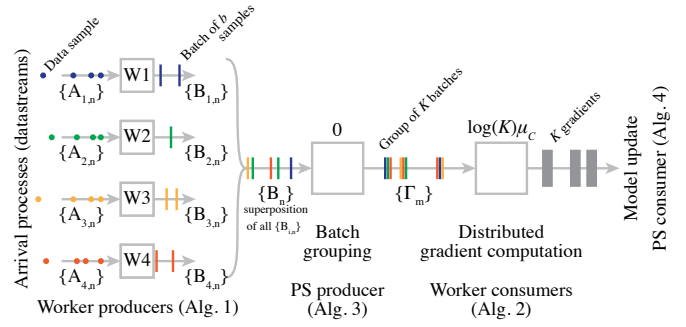 Arrival processes (datastreams)
Data sample
Batch of b
samples
W1
{A1,n}
{B1,n}
W2
{A2,n}
{B2,n}
W3
{A3,n}
{B3,n}
W4
{A4,n}
{B4,n}
Worker producers (Alg. 1)
{Bn}
superposition
of all {Bi,n}
0
Batch
grouping
PS producer
(Alg. 3)
Group of K batches
{Γm}
log(K)μC
Distributed
gradient computation
Worker consumers
(Alg. 2)
K gradients
Model update
PS consumer (Alg. 4)